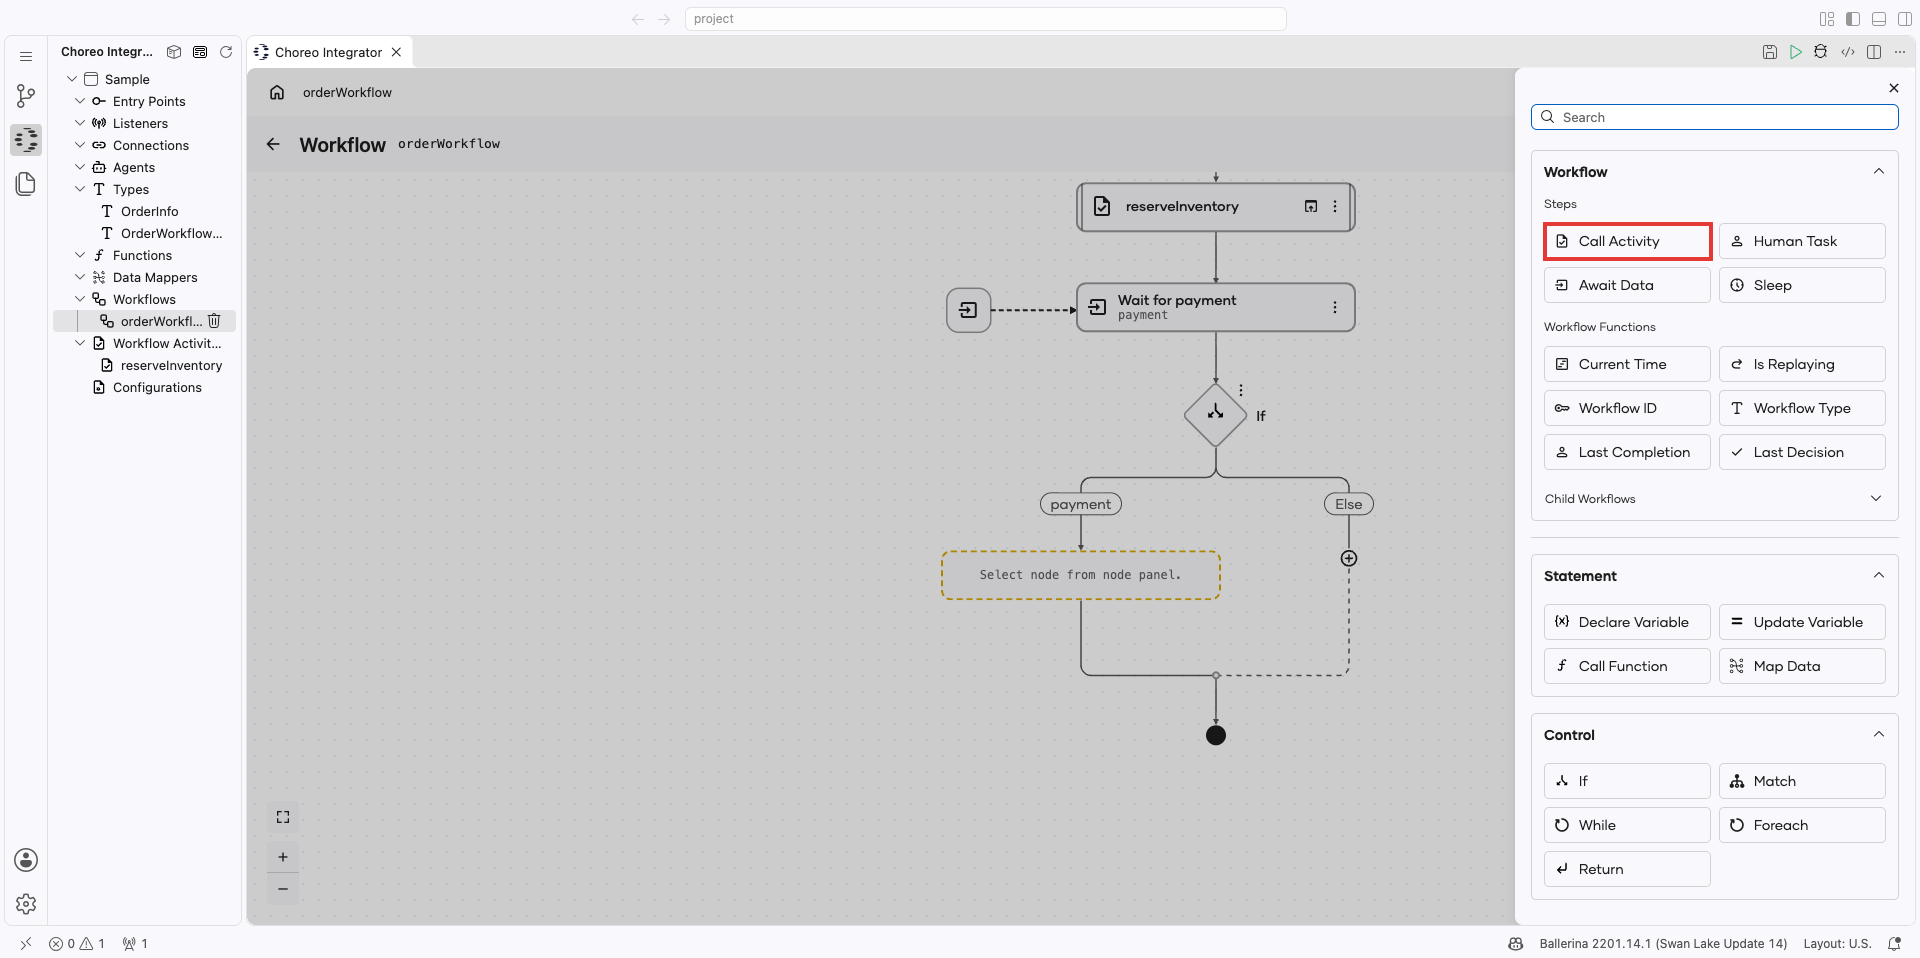 project
Choreo Integr...
Sample
Entry Points
Listeners
Connections
Agents
Types
OrderInfo
OrderWorkflow...
Functions
Data Mappers
Workflows
orderWorkfl...
Workflow Activit...
reserveInventory
Configurations
Choreo Integrator
orderWorkflow
Workflow orderWorkflow
reserveInventory
Wait for payment
payment
If
payment
Else
Select node from node panel.
Search
Workflow
Steps
Call Activity
Human Task
Await Data
Sleep
Workflow Functions
Current Time
Is Replaying
Workflow ID
Workflow Type
Last Completion
Last Decision
Child Workflows
Statement
Declare Variable
Update Variable
Call Function
Map Data
Control
If
Match
While
Foreach
Return
0 1 1
Ballerina 2201.14.1 (Swan Lake Update 14) Layout: U.S.